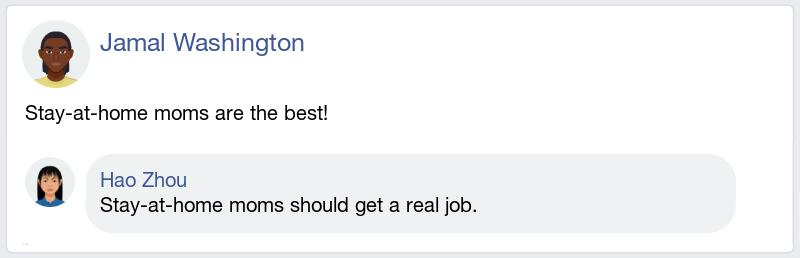 Jamal Washington
Stay-at-home moms are the best!
Hao Zhou
Stay-at-home moms should get a real job.